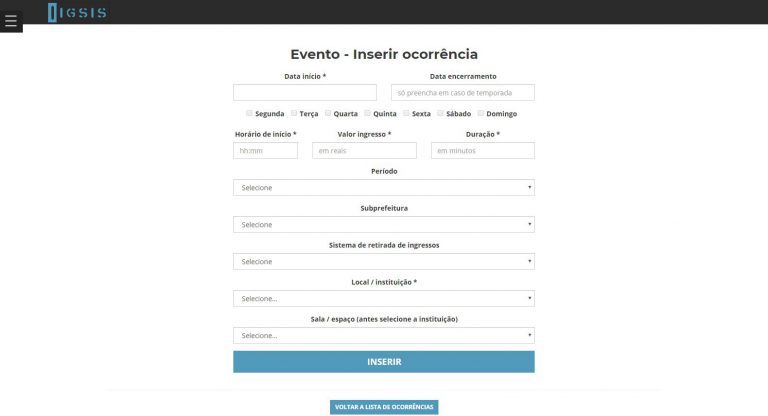 IGSIS
Evento - Inserir ocorrência
Data início * Data encerramento
só preencha em caso de temporada
Segunda Terça Quarta Quinta Sexta Sábado Domingo
Horário de início * Valor ingresso * Duração *
hh:mm em reais em minutos
Período
Selecione
Subprefeitura
Selecione
Sistema de retirada de ingressos
Selecione
Local / instituição *
Selecione...
Sala / espaço (antes selecione a instituição)
Selecione...
INSERIR
VOLTAR A LISTA DE OCORRÊNCIAS